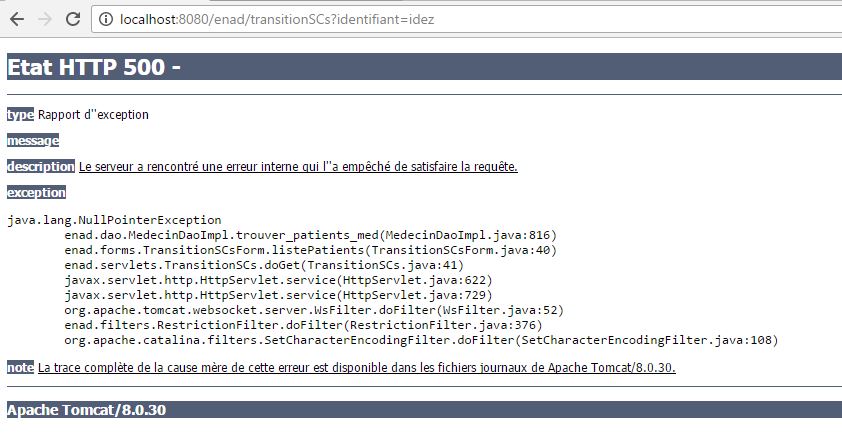 localhost:8080/enad/transitionSCs?identifiant=idez
Etat HTTP 500 -
type Rapport d''exception
message
description Le serveur a rencontré une erreur interne qui l''a empêché de satisfaire la requête.
exception
java.lang.NullPointerException
enad.dao.MedecinDaoImpl.trouver_patients_med(MedecinDaoImpl.java:816)
enad.forms.TransitionSCsForm.listePatients(TransitionSCsForm.java:40)
enad.servlets.TransitionSCs.doGet(TransitionSCs.java:41)
javax.servlet.http.HttpServlet.service(HttpServlet.java:622)
javax.servlet.http.HttpServlet.service(HttpServlet.java:729)
org.apache.tomcat.websocket.server.WsFilter.doFilter(WsFilter.java:52)
enad.filters.RestrictionFilter.doFilter(RestrictionFilter.java:376)
org.apache.catalina.filters.SetCharacterEncodingFilter.doFilter(SetCharacterEncodingFilter.java:108)
note La trace complète de la cause mère de cette erreur est disponible dans les fichiers journaux de Apache Tomcat/8.0.30.
Apache Tomcat/8.0.30